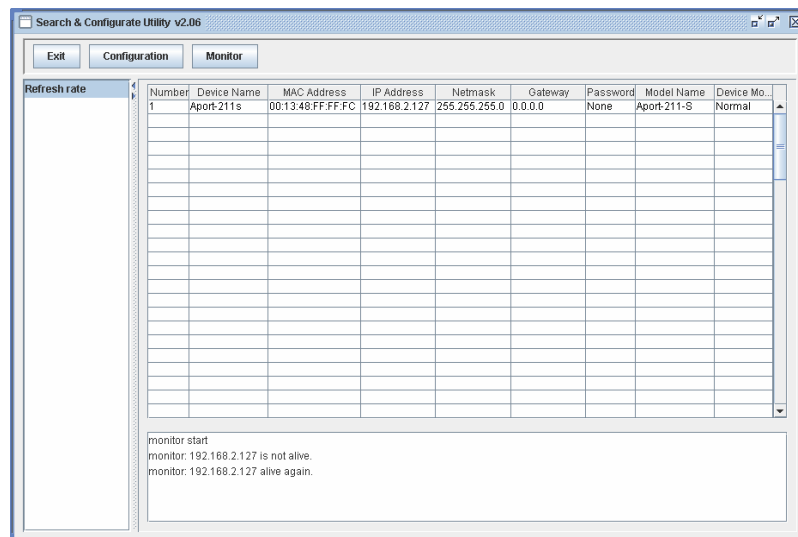 Search & Configurate Utility v2.06
Exit Configuration Monitor
Refresh rate
Number Device Name MAC Address IP Address Netmask Gateway Password Model Name Device Mo...
1 Aport-211s 00:13:48:FF:FF:FC 192.168.2.127 255.255.255.0 0.0.0.0 None Aport-211-S Normal
monitor start
monitor: 192.168.2.127 is not alive.
monitor: 192.168.2.127 alive again.